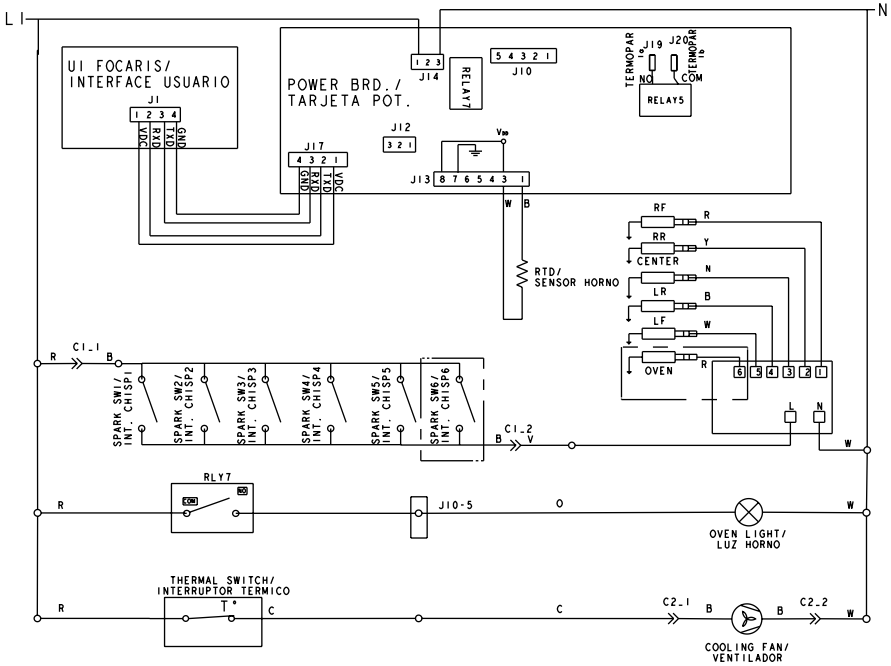 L1
N
UI FOCARIS/
INTERFACE USUARIO
J1
1 2 3 4
VDC
RXD
TXD
GND
POWER BRD./
TARJETA POT.
1 2 3
J14
RELAY7
5 4 3 2 1
J10
TERMOPAR
1a
J19
J20
TERMOPAR
1b
NO
COM
RELAY5
J12
3 2 1
J17
4 3 2 1
GND
RXD
TXD
VDC
VDD
J13
8 7 6 5 4 3 1
W
B
RTD/
SENSOR HORNO
RF
R
RR
Y
CENTER
N
LR
B
LF
W
OVEN
R
6 5 4 3 2 1
L
N
W
R
C1_1
B
SPARK SW1/
INT. CHISP1
SPARK SW2/
INT. CHISP2
SPARK SW3/
INT. CHISP3
SPARK SW4/
INT. CHISP4
SPARK SW5/
INT. CHISP5
SPARK SW6/
INT. CHISP6
B
C1_2
V
RLY7
R
COM
NO
J10-5
O
W
OVEN LIGHT/
LUZ HORNO
THERMAL SWITCH/
INTERRUPTOR TERMICO
R
T°
C
C
C2_1
B
B
C2_2
W
COOLING FAN/
VENTILADOR